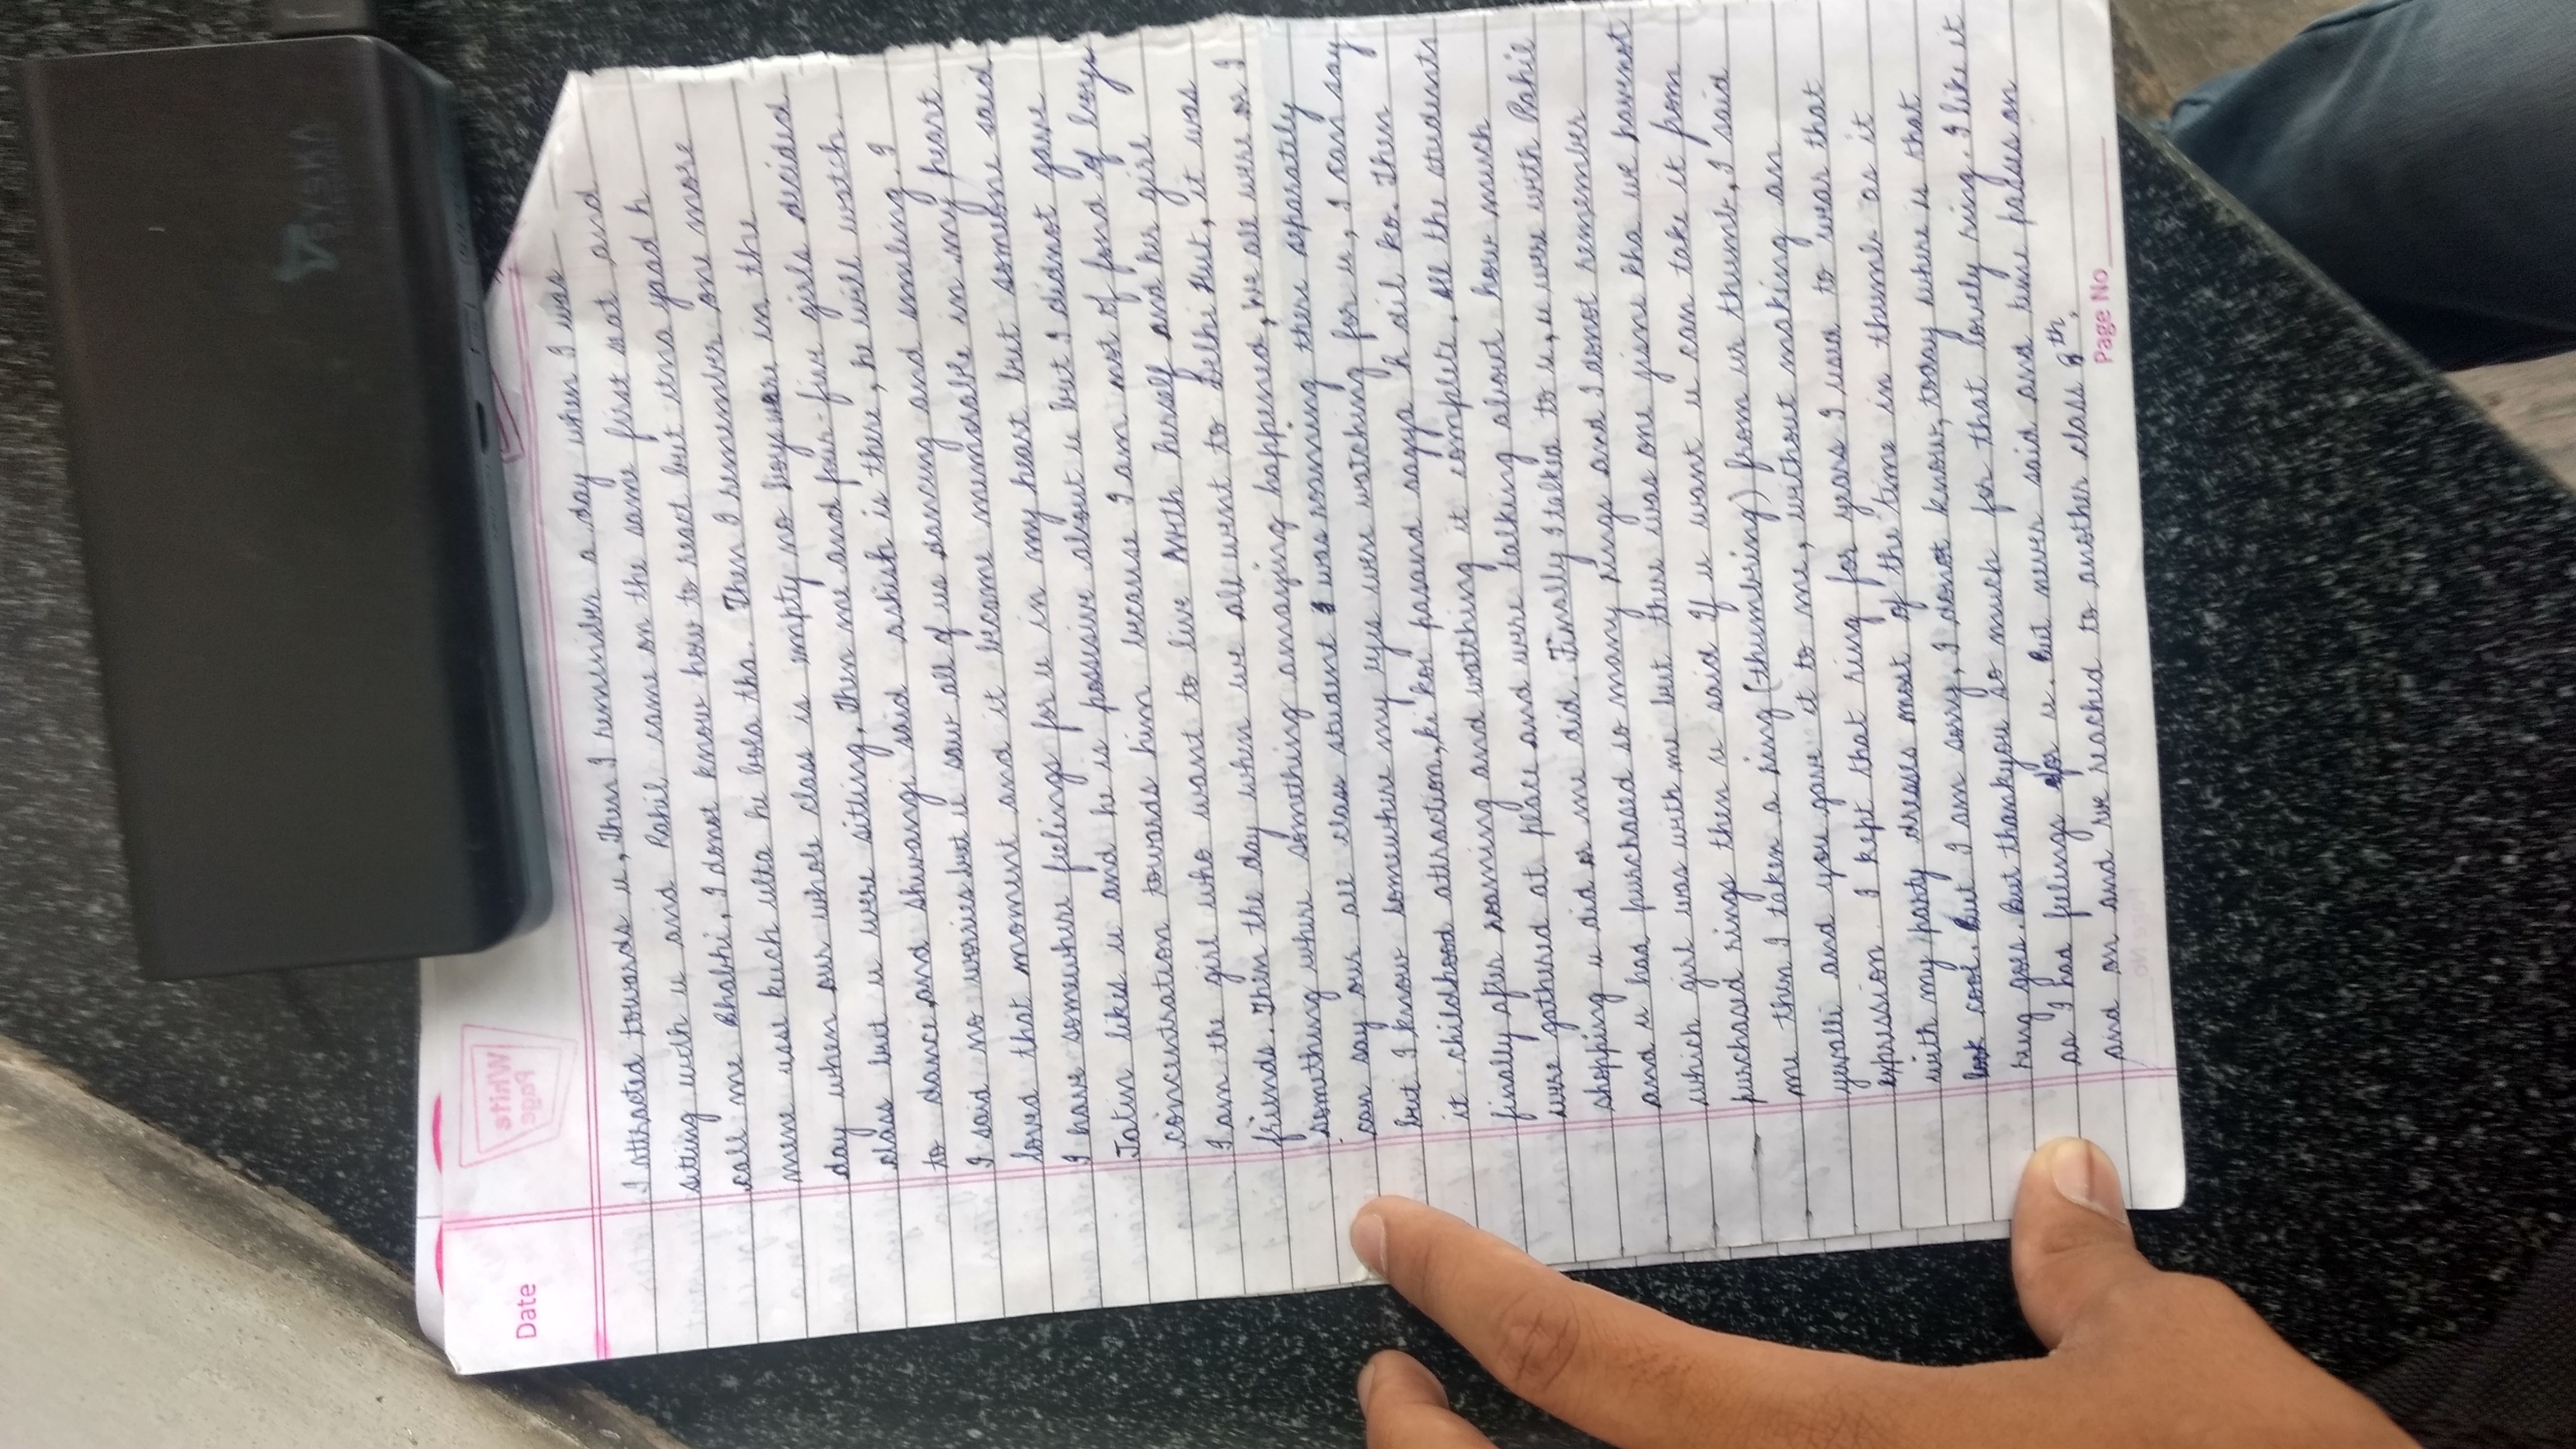 Date
White Page
I attracted towards u, Then I remember a day when I was
sitting with u and Rahil came on the same first seat and
call me Bhabhi, I donot know how to react but itna yaad h
mene use kuch ulta he bola tha. Then I remember one more
day when our whole class is empty no boys were in the
class but u were sitting, Then me and four-five girls decided
to dance and shivangi said ashish is there, he will watch.
I said no worries but u saw all of us dancing and smiling. I
loved that moment and it become memorable in my heart.
I have somewhere feelings for u in my heart but someone said
Jatin likes u and he is possessive about u but I didnot gave
concentration towards him because I am not of fond of boys
I am the girl who want to live with herself and her girl
friends. Then the day when we all went to Delhi Hut, it was
something where something amazing happened, we all were or I
can say our all class student I was roaming there separately
but I know somewhere my eyes were watching for u, I can say
it childhood attraction, ki koi pasand aaya h dil ko. Then
finally after roaming and watching it complete, all the students
were gathered at place and were talking about how much
shopping u did or me did. Finally I talked to u, u were with Rahil
and u had purchased so many rings and I donot remember
which girl was with me but there was one jisne kha we havenot
purchased rings then u said If u want u can take it from
me then I taken a ring (thumbring) from ur thumb, I said
yewalli and you gave it to me, without making an
expression. I kept that ring for years I used to wear that
with my party dresses most of the time in thumb as it
look cool. But I am sorry, I donot know, today where is that
ring goes. but thankyou so much for that lovely ring. I like it
as I had feelings for u. But never said and time passes on
and on and we reached to another class 8th.
Page No